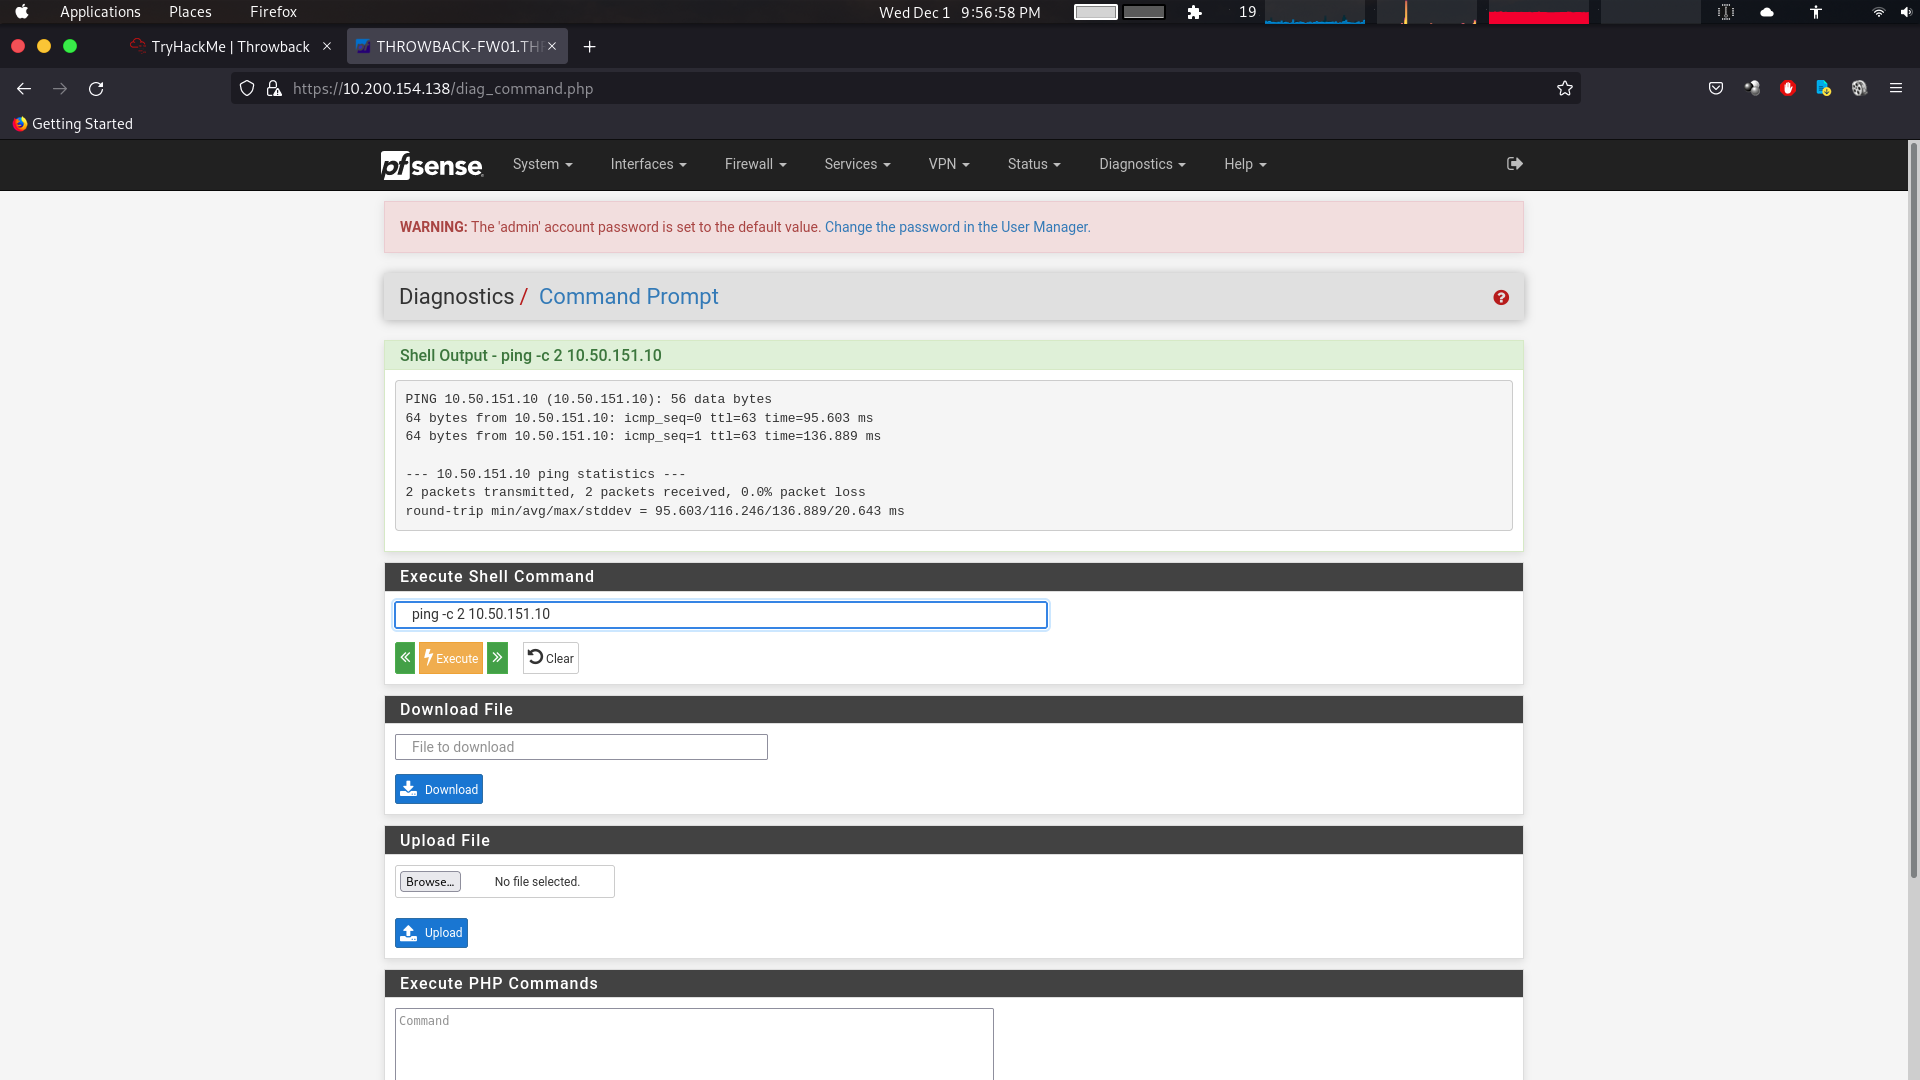 Applications Places Firefox Wed Dec 1 9:56:58 PM 19
TryHackMe | Throwback × THROWBACK-FW01.THR × +
https://10.200.154.138/diag_command.php
Getting Started
pfsense System Interfaces Firewall Services VPN Status Diagnostics Help
WARNING: The 'admin' account password is set to the default value. Change the password in the User Manager.
Diagnostics / Command Prompt
Shell Output - ping -c 2 10.50.151.10
PING 10.50.151.10 (10.50.151.10): 56 data bytes
64 bytes from 10.50.151.10: icmp_seq=0 ttl=63 time=95.603 ms
64 bytes from 10.50.151.10: icmp_seq=1 ttl=63 time=136.889 ms
--- 10.50.151.10 ping statistics ---
2 packets transmitted, 2 packets received, 0.0% packet loss
round-trip min/avg/max/stddev = 95.603/116.246/136.889/20.643 ms
Execute Shell Command
ping -c 2 10.50.151.10
Execute Clear
Download File
File to download
Download
Upload File
Browse... No file selected.
Upload
Execute PHP Commands
Command